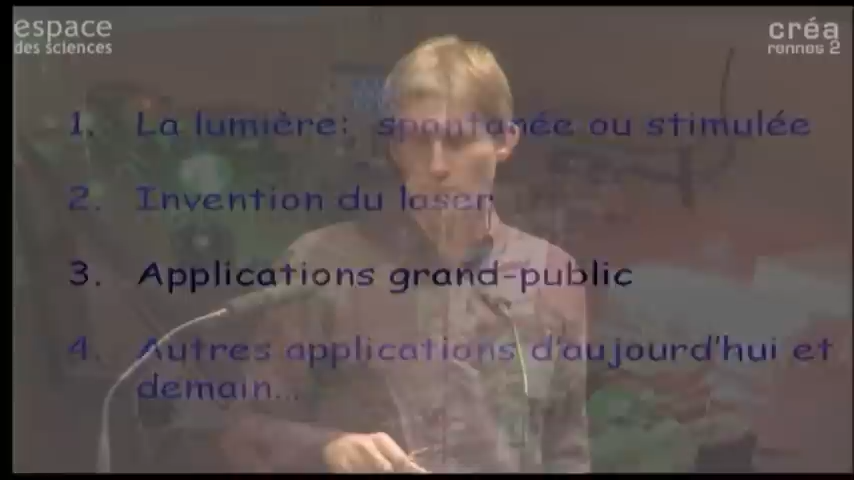 espace
des sciences
créa
rennes 2
1. La lumière: spontanée ou stimulée
2. Invention du laser
3. Applications grand-public
4. Autres applications d'aujourd'hui et
demain...